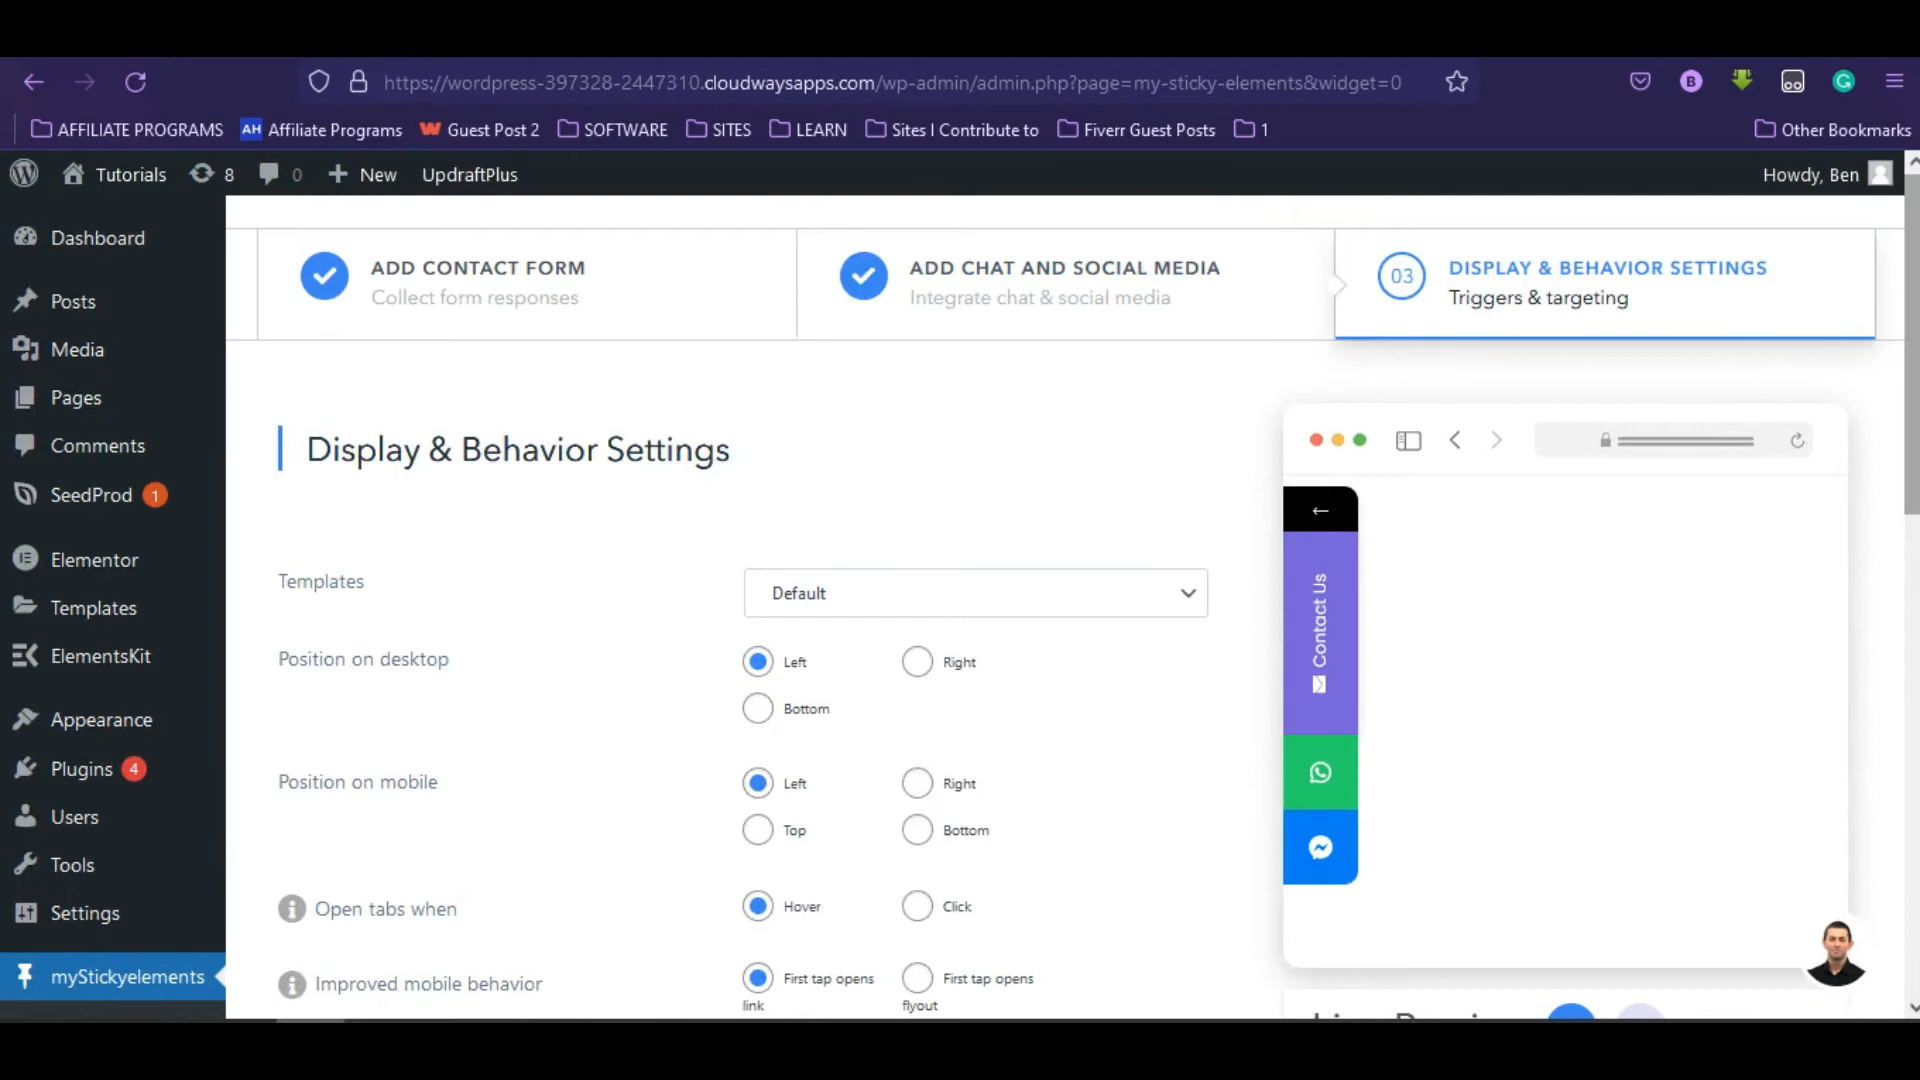 https://wordpress-397328-2447310.cloudwaysapps.com/wp-admin/admin.php?page=my-sticky-elements&widget=0
B
G
AFFILIATE PROGRAMS
AH Affiliate Programs
W Guest Post 2
SOFTWARE
SITES
LEARN
Sites I Contribute to
Fiverr Guest Posts
1
Other Bookmarks
Tutorials
8
0
New
UpdraftPlus
Howdy, Ben
Dashboard
Posts
Media
Pages
Comments
SeedProd 1
Elementor
Templates
ElementsKit
Appearance
Plugins 4
Users
Tools
Settings
myStickyelements
ADD CONTACT FORM
Collect form responses
ADD CHAT AND SOCIAL MEDIA
Integrate chat & social media
03
DISPLAY & BEHAVIOR SETTINGS
Triggers & targeting
Display & Behavior Settings
Templates
Default
Position on desktop
Left
Right
Bottom
Position on mobile
Left
Right
Top
Bottom
Open tabs when
Hover
Click
Improved mobile behavior
First tap opens
link
First tap opens
flyout
Contact Us